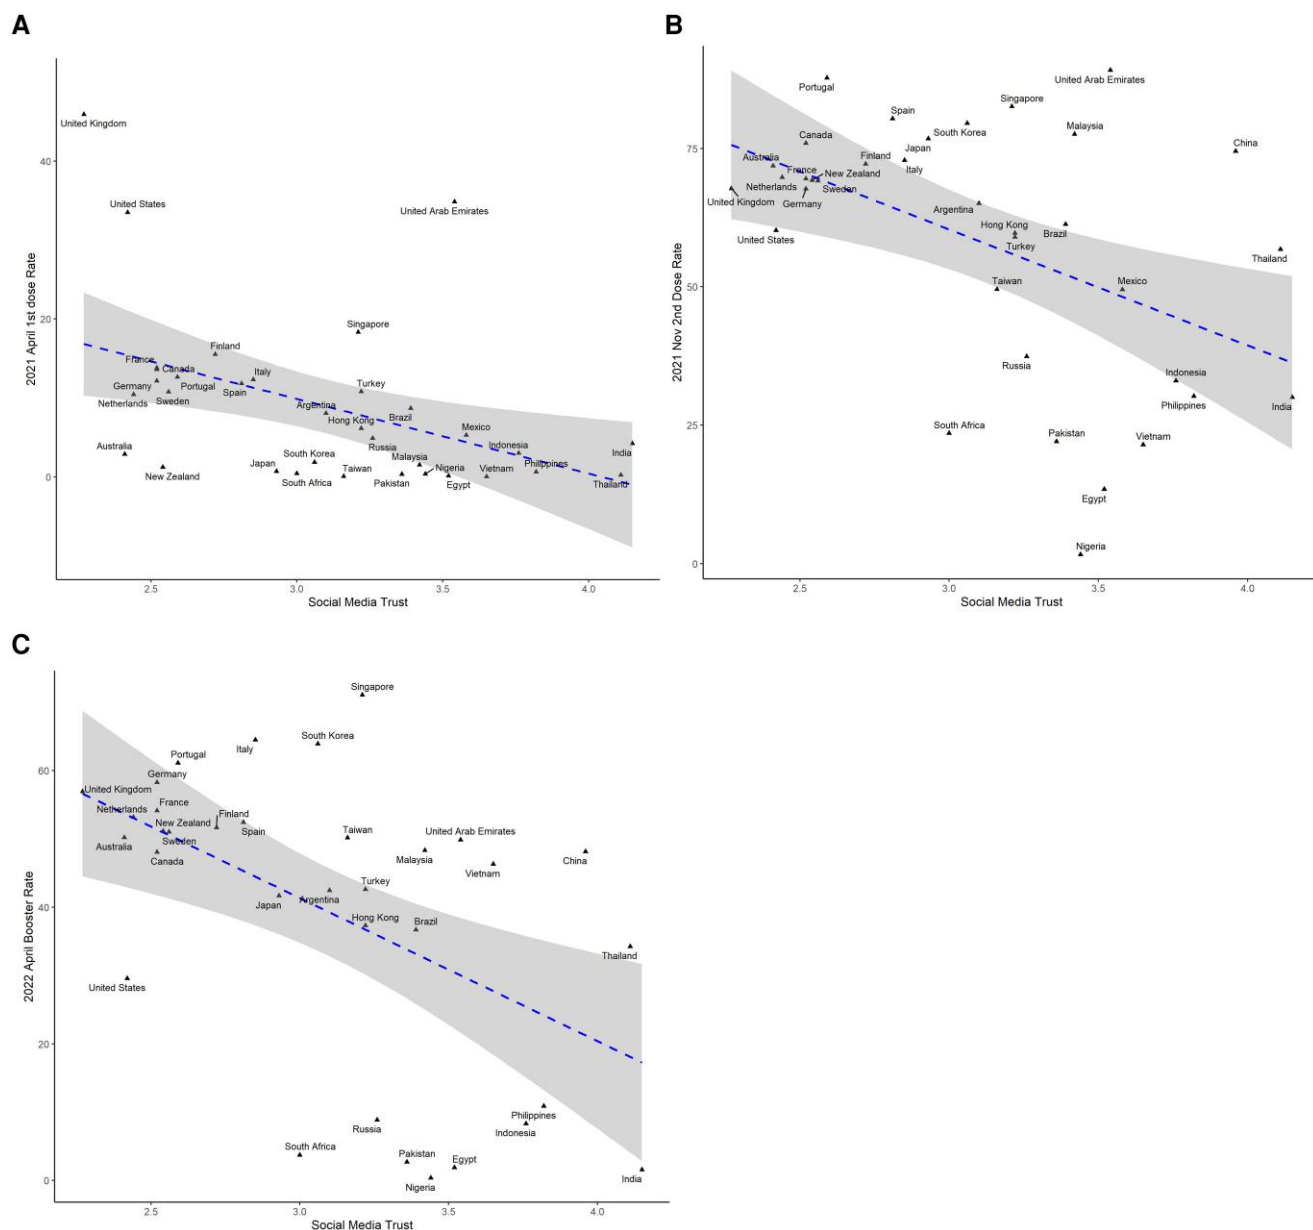 A
United Kingdom
United States
United Arab Emirates
Singapore
Finland
France
Canada
Italy
Turkey
Germany
Portugal
Spain
Netherlands
Sweden
Argentina
Brazil
Hong Kong
Mexico
Australia
Russia
Indonesia
India
South Korea
Malaysia
Japan
Taiwan
Nigeria
Vietnam
Philippines
New Zealand
South Africa
Pakistan
Egypt
Thailand
40
20
0
2021 April 1st dose Rate
2.5 3.0 3.5 4.0
Social Media Trust
B
United Arab Emirates
Portugal
Singapore
Spain
Malaysia
South Korea
Canada
Japan
China
Australia
Finland
Italy
France
New Zealand
Netherlands
Sweden
United Kingdom
Germany
Argentina
Hong Kong
Brazil
United States
Turkey
Thailand
Taiwan
Mexico
Russia
Indonesia
Philippines
India
South Africa
Pakistan
Vietnam
Egypt
Nigeria
75
50
25
0
2021 Nov 2nd Dose Rate
2.5 3.0 3.5 4.0
Social Media Trust
C
Singapore
South Korea
Italy
Portugal
Germany
United Kingdom
France
Netherlands
Finland
New Zealand
Spain
Sweden
Australia
Canada
Taiwan
United Arab Emirates
Malaysia
Vietnam
China
Turkey
Japan
Argentina
Hong Kong
Brazil
Thailand
United States
Philippines
Indonesia
Russia
South Africa
Pakistan
Egypt
Nigeria
India
60
40
20
0
2022 April Booster Rate
2.5 3.0 3.5 4.0
Social Media Trust